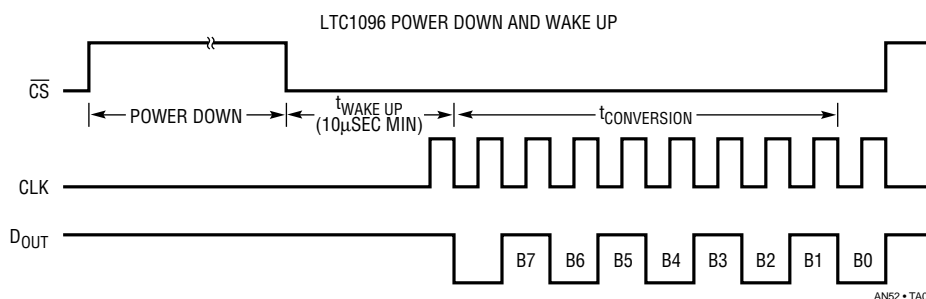 LTC1096 POWER DOWN AND WAKE UP
CS
POWER DOWN
tWAKE UP
(10µSEC MIN)
tCONVERSION
CLK
DOUT
B7 B6 B5 B4 B3 B2 B1 B0
AN52 •